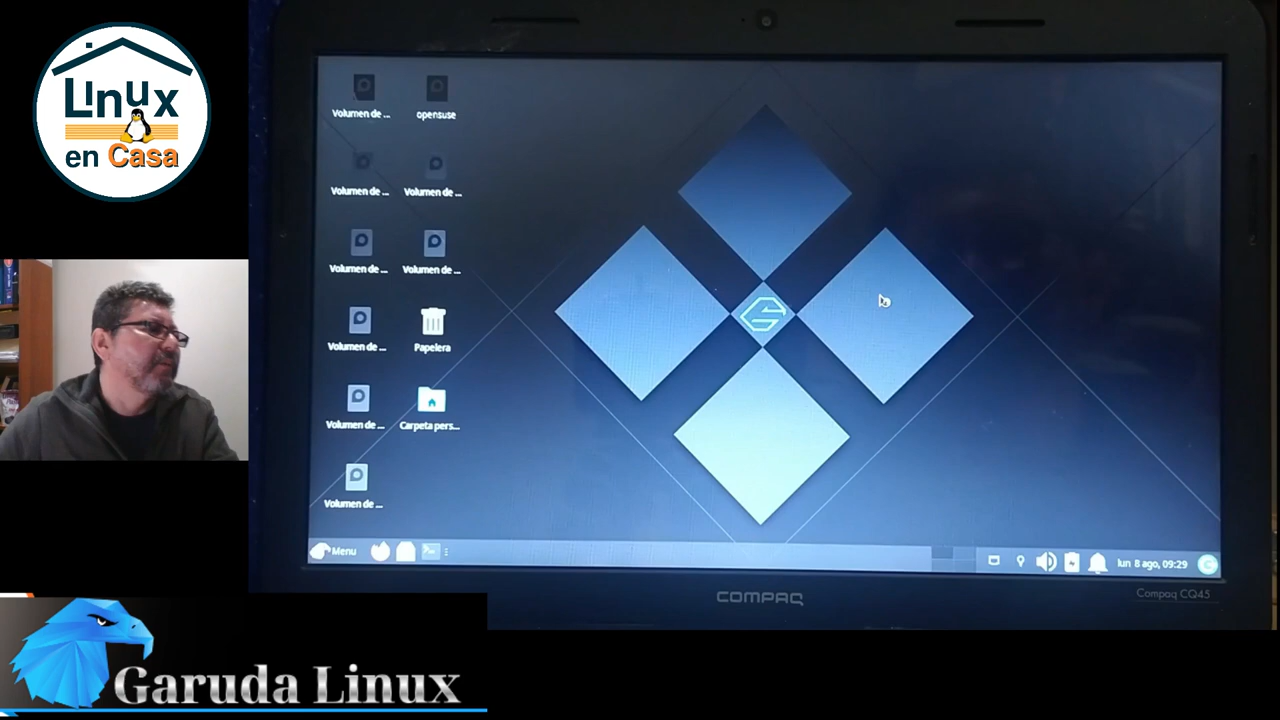 Linux
en Casa
Volumen de ...
opensuse
Volumen de ...
Volumen de ...
Volumen de ...
Volumen de ...
Volumen de ...
Papelera
Volumen de ...
Carpeta pers...
Volumen de ...
Menu
lun 8 ago, 09:29
COMPAQ
Compaq CQ45
Garuda Linux